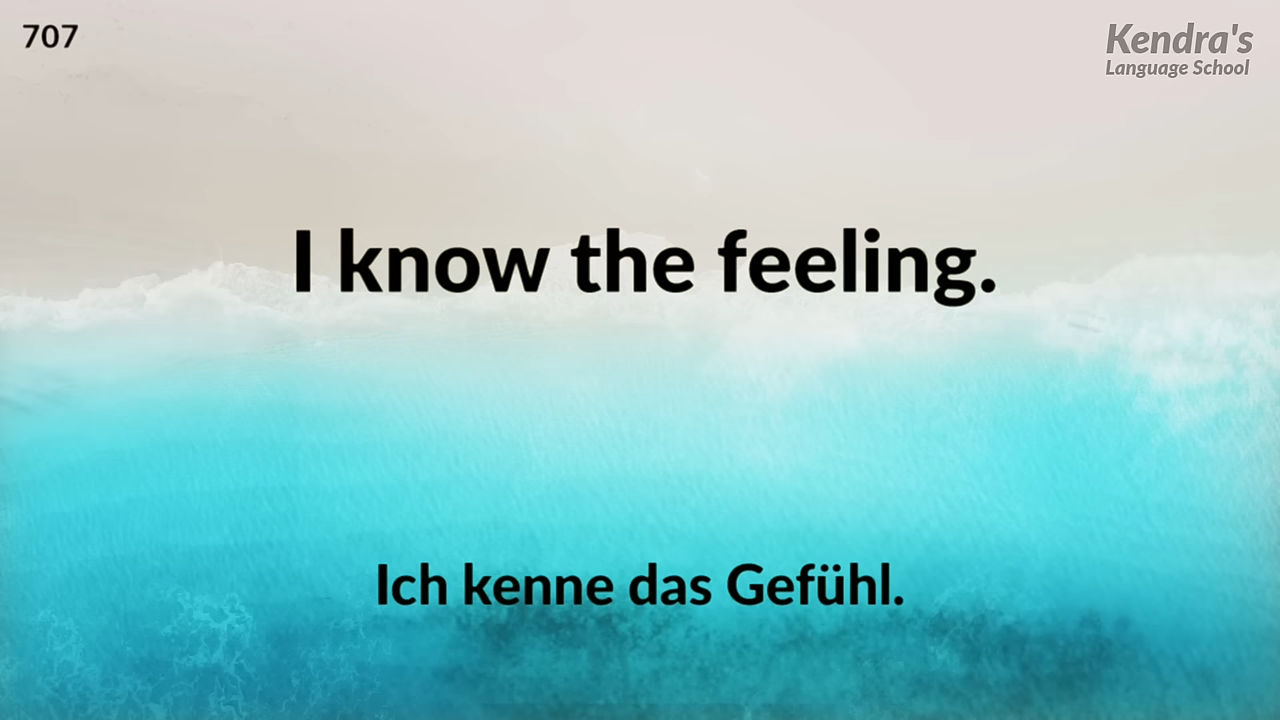 707
Kendra's
Language School
I know the feeling.
Ich kenne das Gefühl.